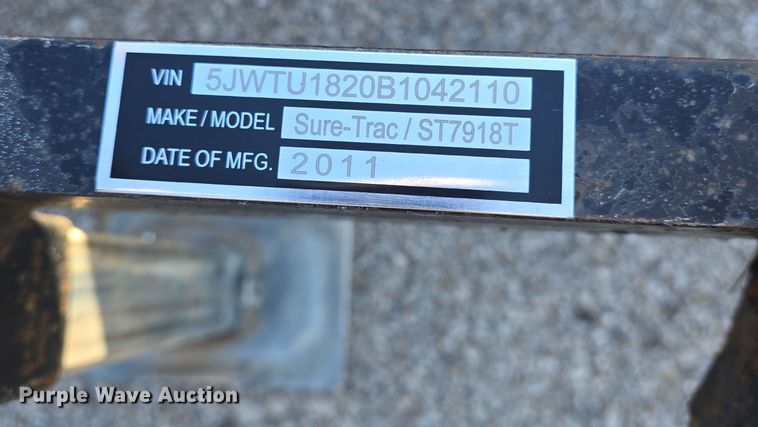 VIN 5JWTU1820B1042110
MAKE / MODEL Sure-Trac / ST7918T
DATE OF MFG. 2011
Purple Wave Auction